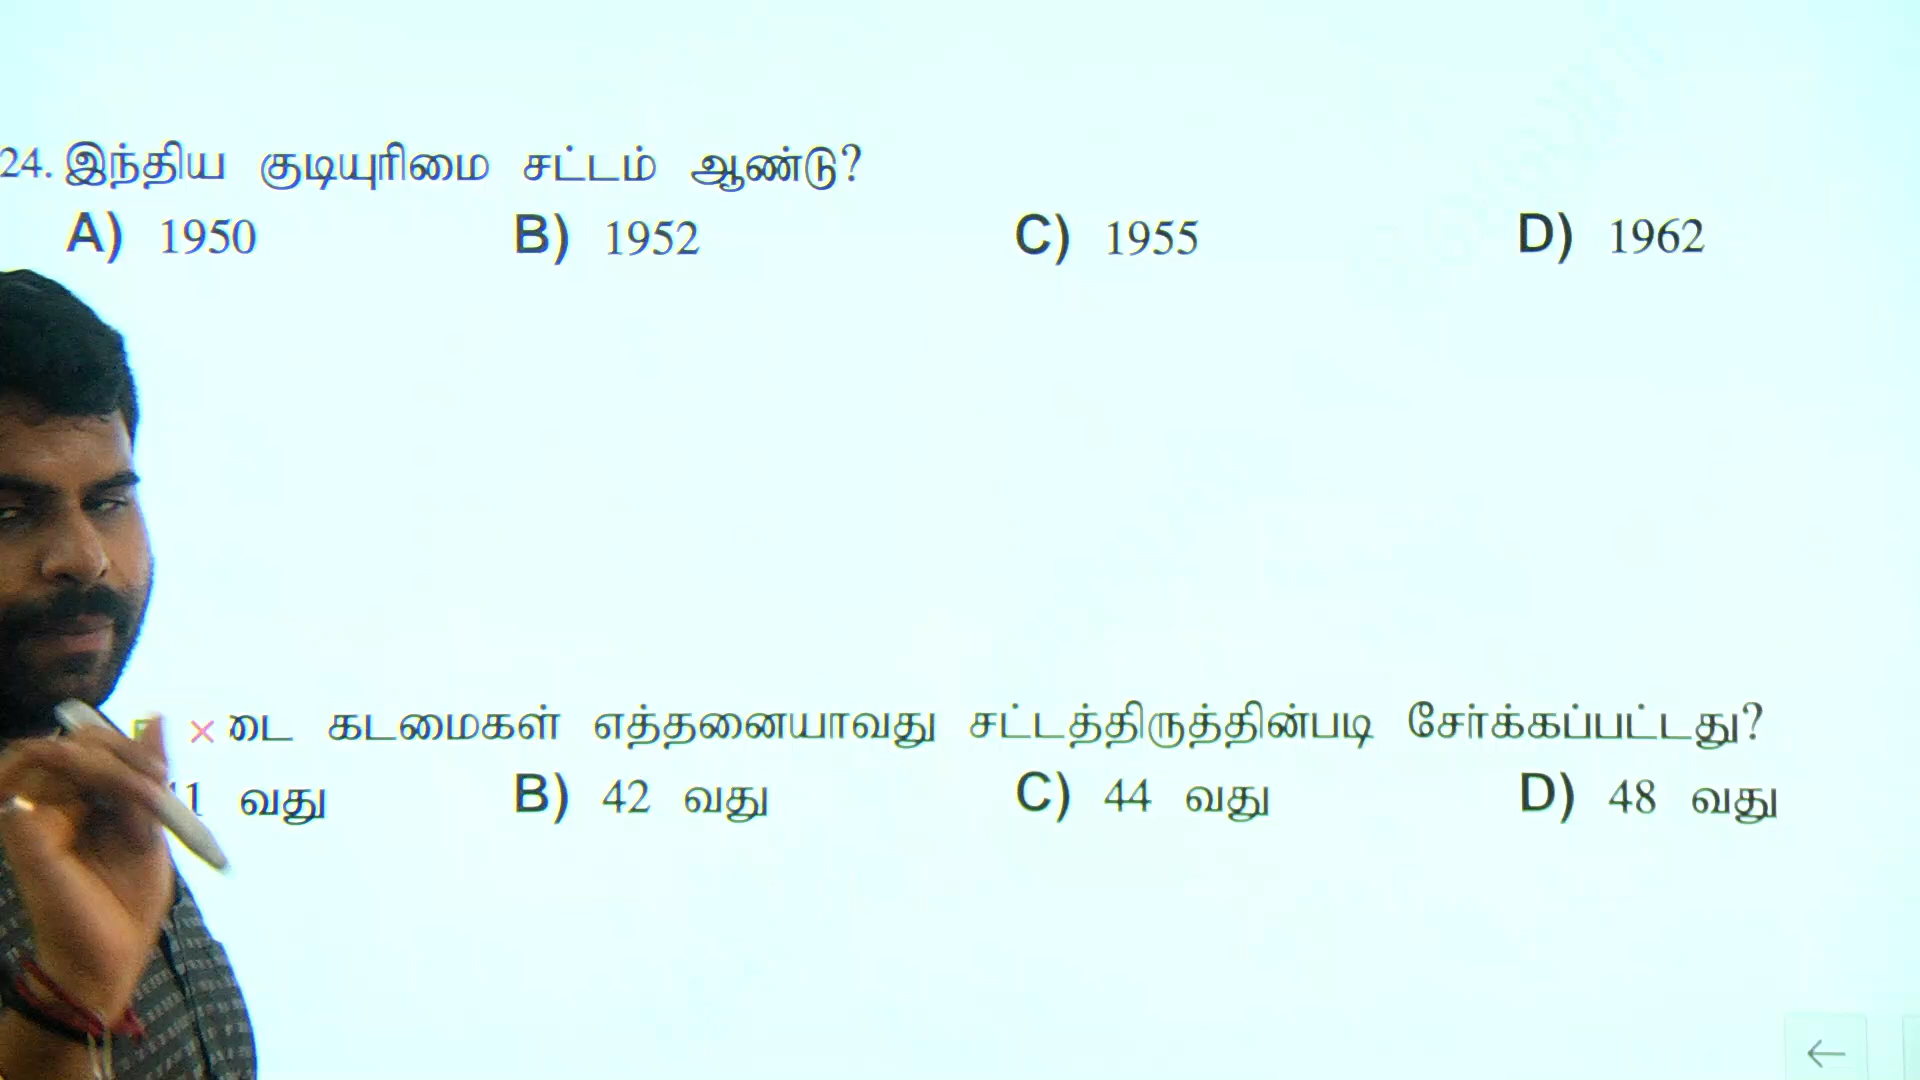 24. இந்திய குடியுரிமை சட்டம் ஆண்டு?
A) 1950 B) 1952 C) 1955 D) 1962
கடமைகள் எத்தனையாவது சட்டத்திருத்தின்படி சேர்க்கப்பட்டது?
வது B) 42 வது C) 44 வது D) 48 வது